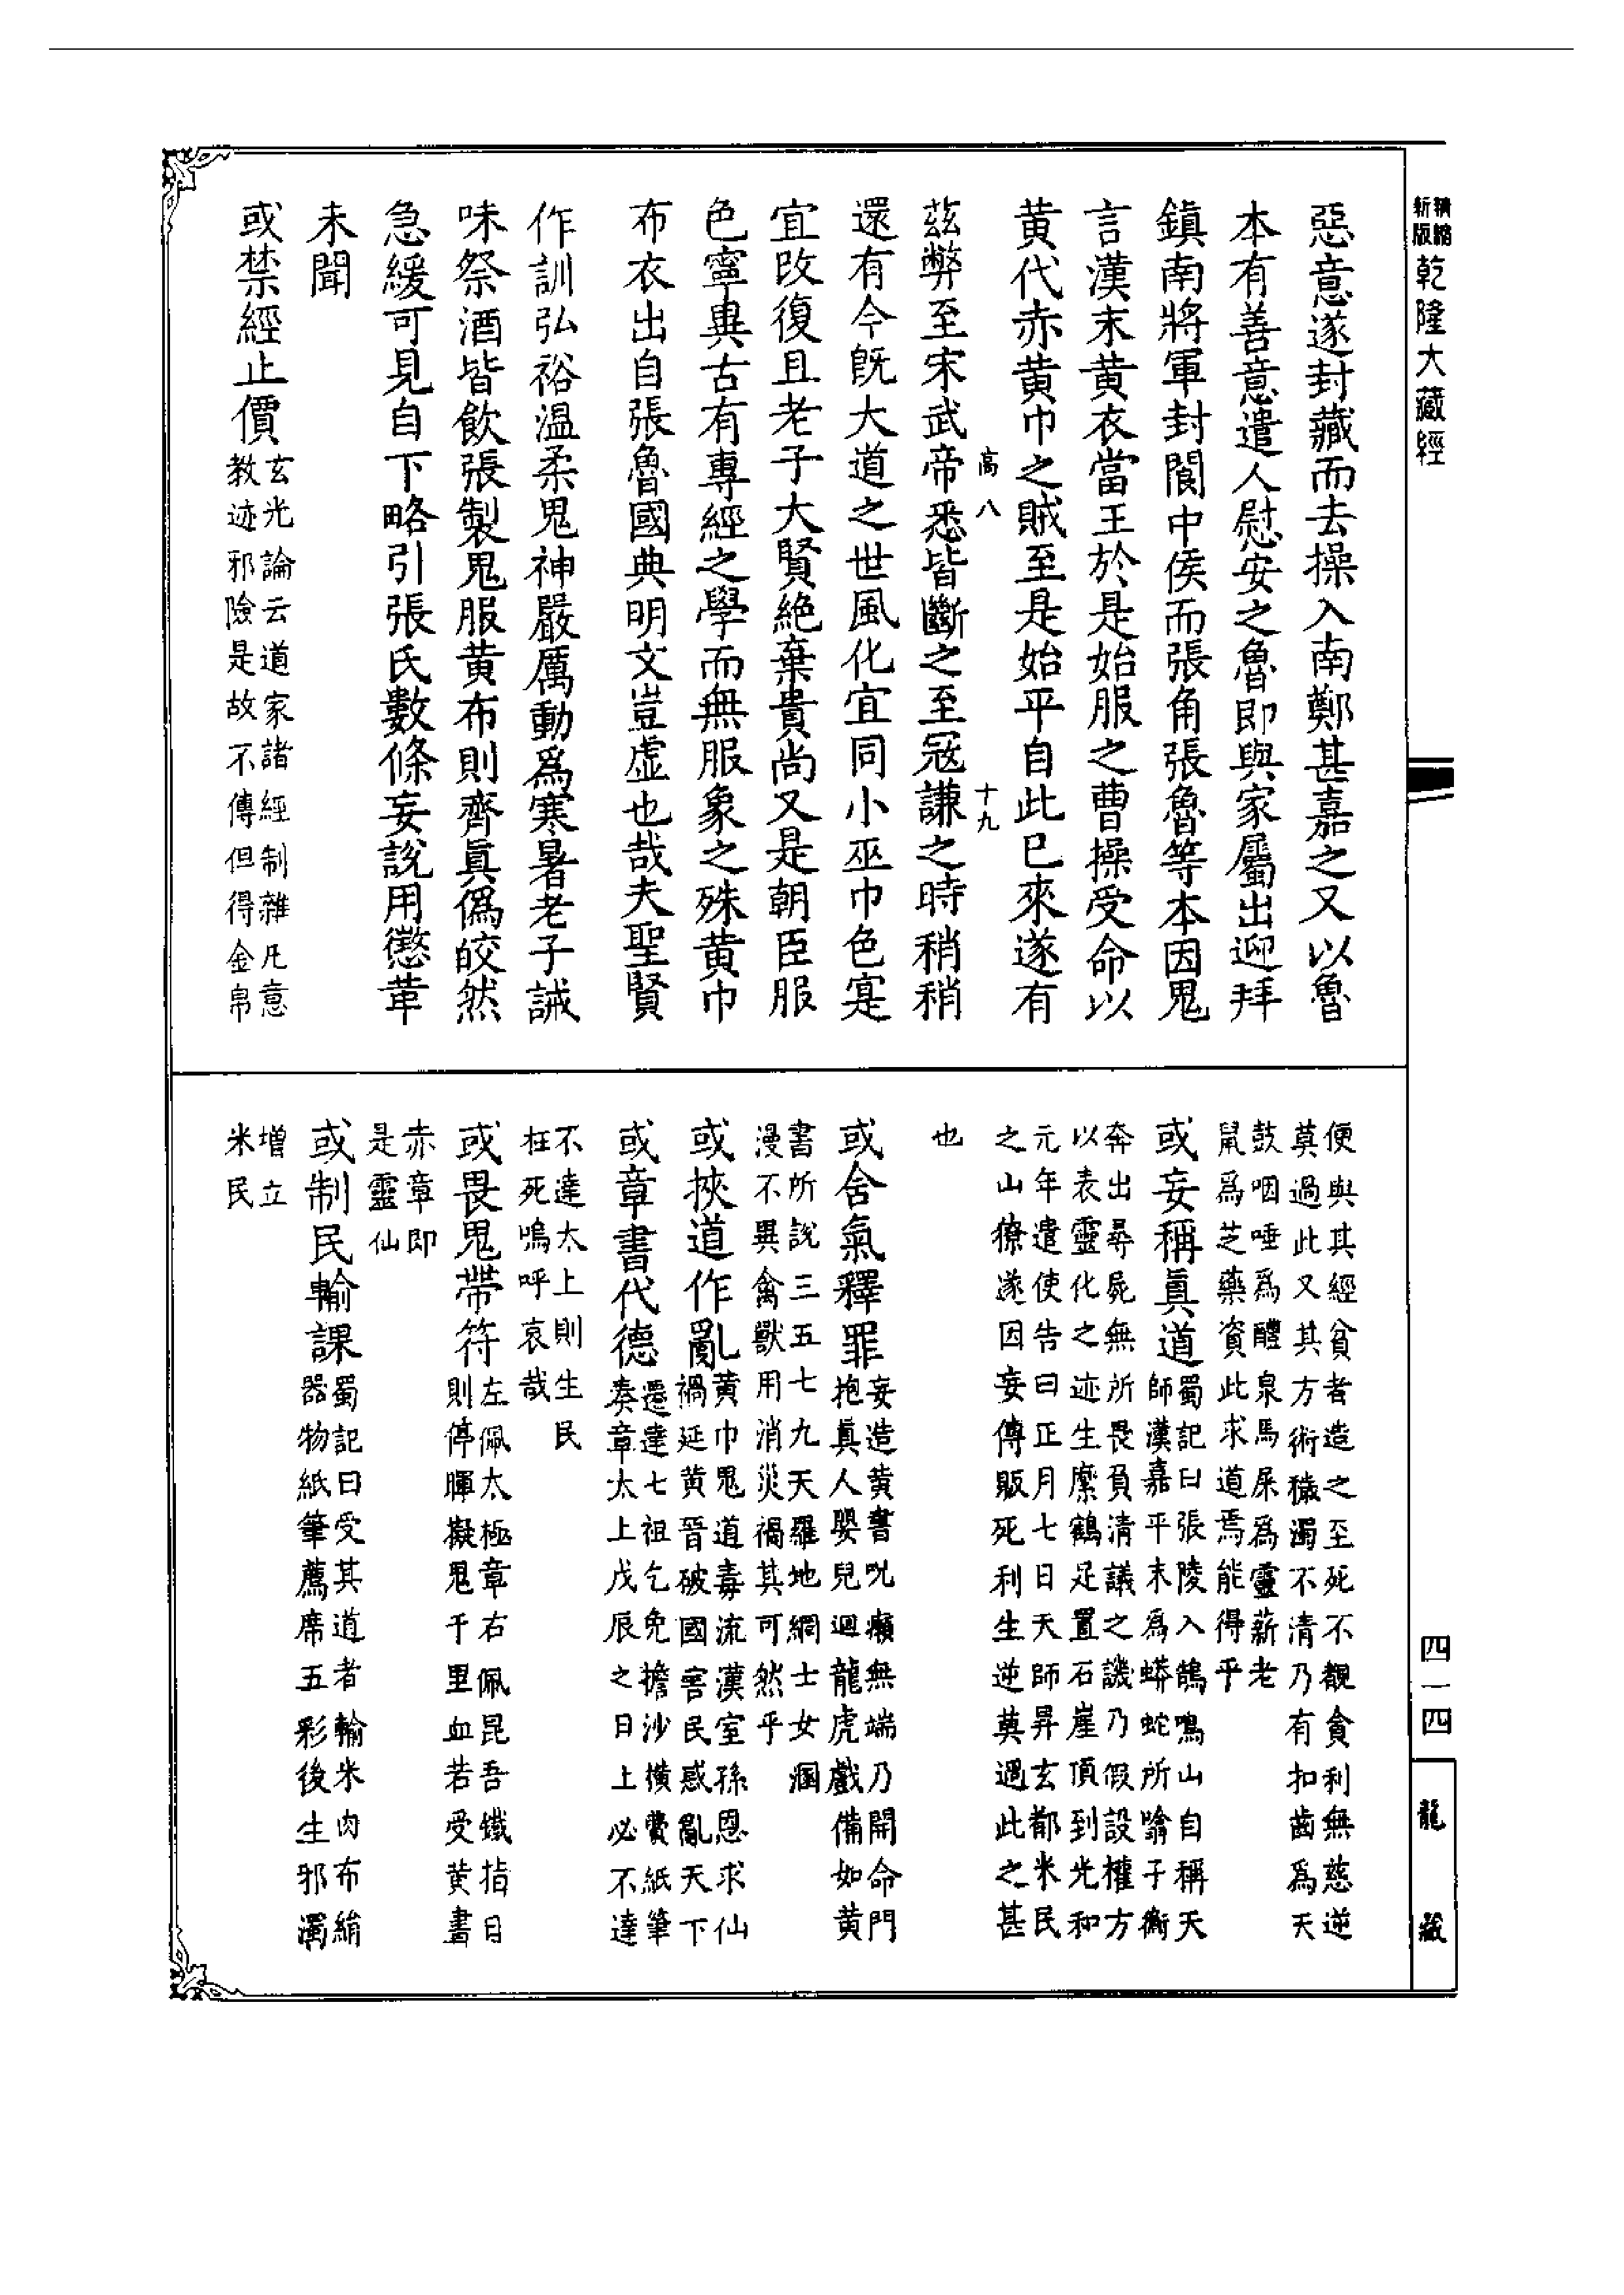 精縮
新版
乾隆大藏經
惡意遂封藏而去操入南鄭甚嘉之又以魯
本有善意遣人慰安之魯即與家屬出迎拜
鎮南將軍封閬中侯而張角張魯等本因鬼
言漢末黃衣當王於是始服之曹操受命以
黃代赤黃巾之賊至是始平自此已來遂有
高八
十九
茲弊至宋武帝悉皆斷之至寇謙之時稍稍
還有今既大道之世風化宜同小巫巾色寔
宜改復且老子大賢絕棄貴尚又是朝臣服
色寧異古有專經之學而無服象之殊黃巾
布衣出自張魯國典明文豈虛也哉夫聖賢
作訓弘裕溫柔鬼神嚴厲動為寒暑老子誡
味祭酒皆飲張製鬼服黃布則齊真偽皎然
急緩可見自下略引張氏數條妄說用懲革
未聞
或禁經止價
玄光論云道家諸經制雜凡意
教迹邪險是故不傳但得金帛
便與其經貧者造之至死不覩貪利無慈逆
莫過此又其方術穢濁不清乃有扣齒為天
鼓咽唾為醴泉馬屎為靈薪老
鼠為芝藥資此求道焉能得乎
或妄稱真道
蜀記曰張陵入鶴鳴山自稱天
師漢嘉平末為蟒蛇所噏子衡
奔出尋屍無所畏負清議之譏乃假設權方
以表靈化之迹生縻鶴足置石崖頂到光和
元年遣使告曰正月七日天師昇玄都米民
之山獠遂因妄傳販死利生逆莫過此之甚
也
或含氣釋罪
妄造黃書呪癩無端乃開命門
抱真人嬰兒迴龍虎戲備如黃
書所說三五七九天羅地網士女溷
漫不異禽獸用消災禍其可然乎
或挾道作亂
黃巾鬼道毒流漢室孫恩求仙
禍延黃晉破國害民惑亂天下
或章書代德
遷達七祖乞免擔沙橫費紙筆
奏章太上戊辰之日上必不達
不達太上則生民
枉死嗚呼哀哉
或畏鬼帶符
左佩太極章右佩昆吾鐵指日
則停暉擬鬼千里血若受黃書
赤章即
是靈仙
或制民輸課
蜀記曰受其道者輸米肉布絹
器物紙筆薦席五彩後生邪濁
增立
米民
四一四
龍藏